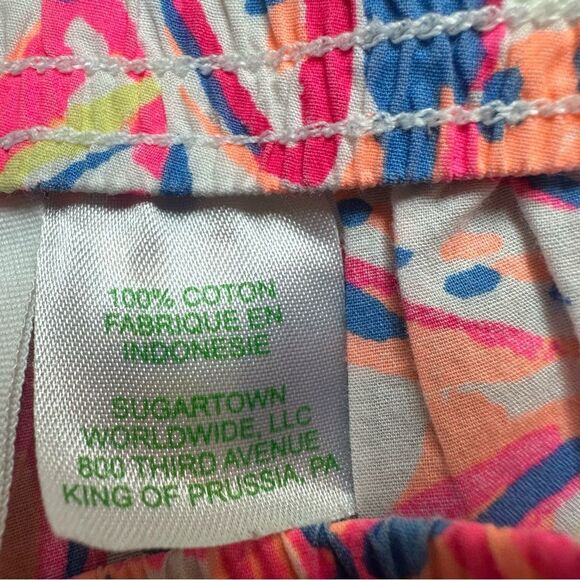 100% COTON
FABRIQUE EN
INDONESIE
SUGARTOWN
WORLDWIDE, LLC
800 THIRD AVENUE
KING OF PRUSSIA, PA